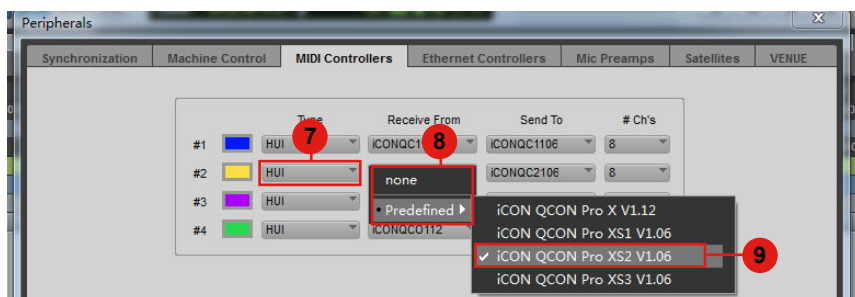 Peripherals
Synchronization Machine Control MIDI Controllers Ethernet Controllers Mic Preamps Satellites VENUE
Type Receive From Send To # Ch's
7 8
#1 HUI iCONQC1 iCONQC1106 8
#2 HUI none iCONQC2106 8
#3 HUI • Predefined iCON QCON Pro X V1.12
#4 HUI iCONQCO112 iCON QCON Pro XS1 V1.06
✓ iCON QCON Pro XS2 V1.06 9
iCON QCON Pro XS3 V1.06